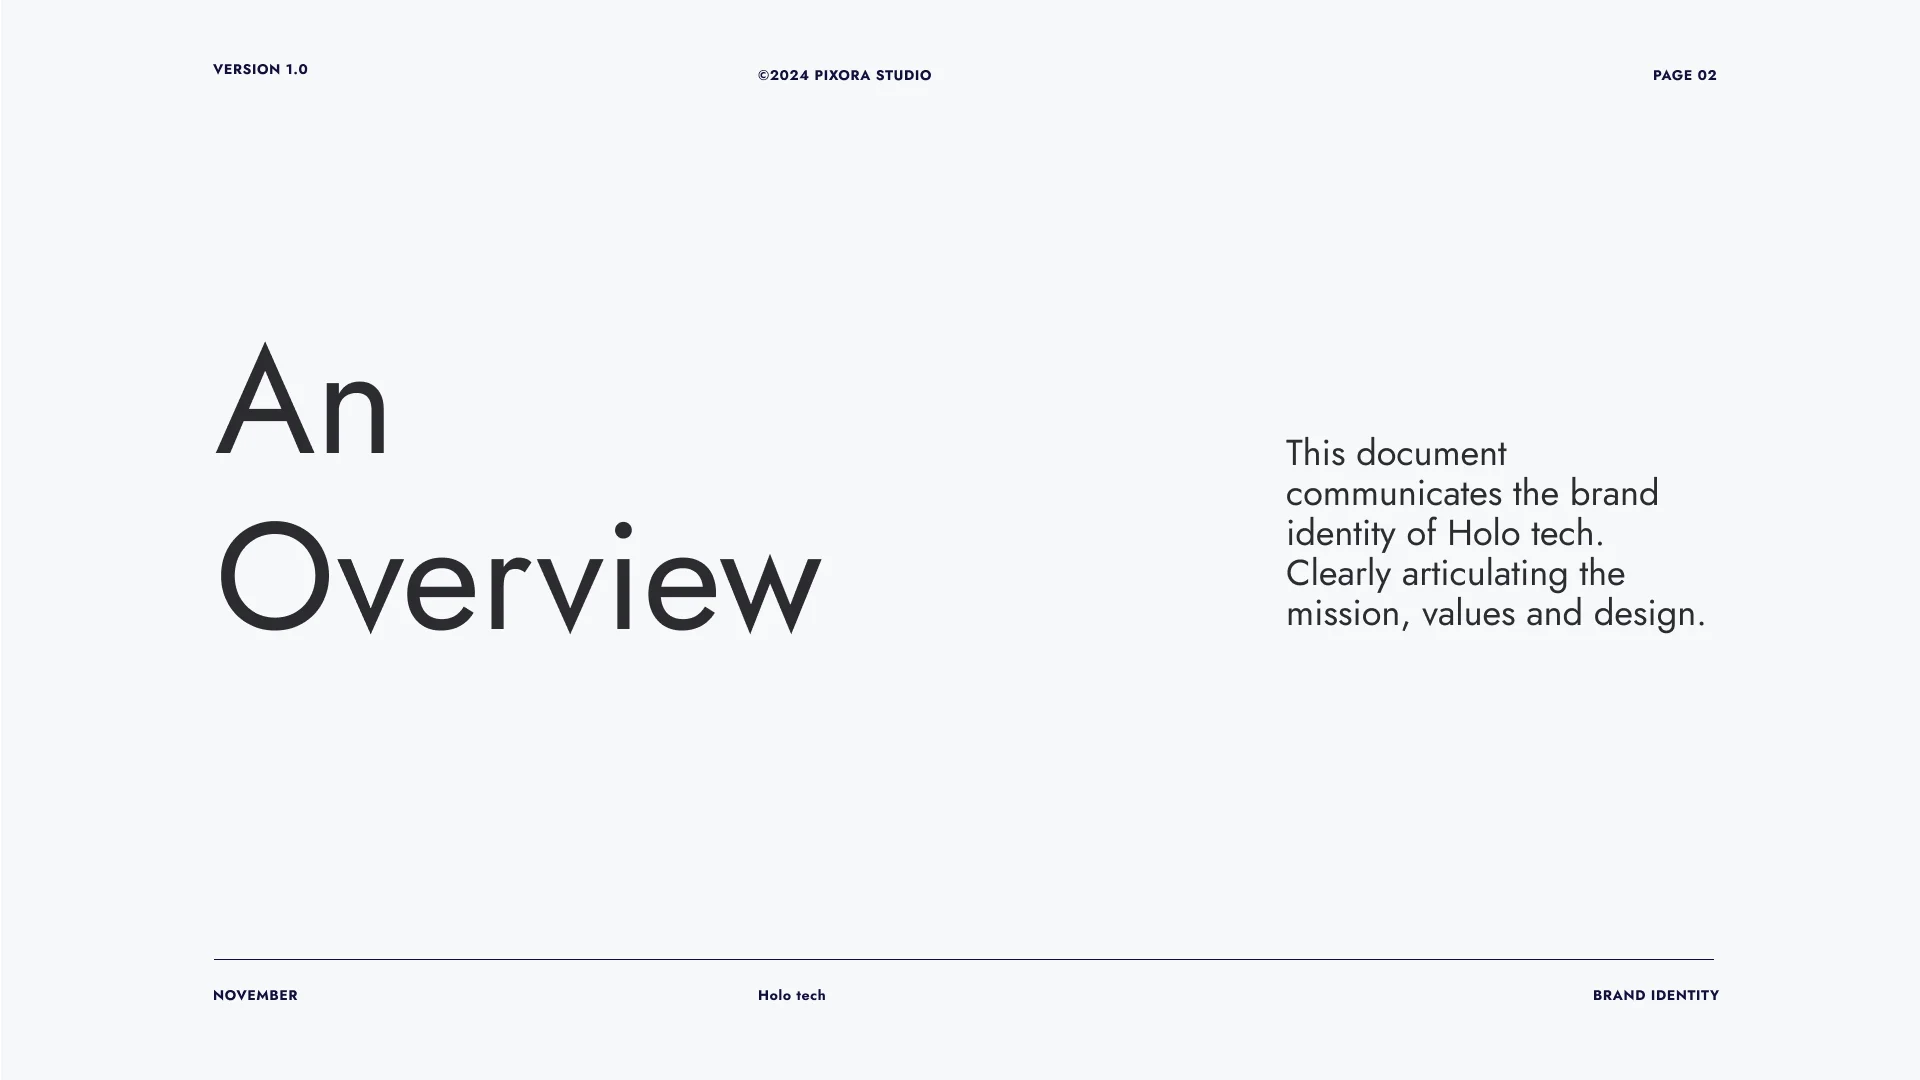 VERSION 1.0
©2024 PIXORA STUDIO
PAGE 02
An
Overview
This document
communicates the brand
identity of Holo tech.
Clearly articulating the
mission, values and design.
NOVEMBER
Holo tech
BRAND IDENTITY